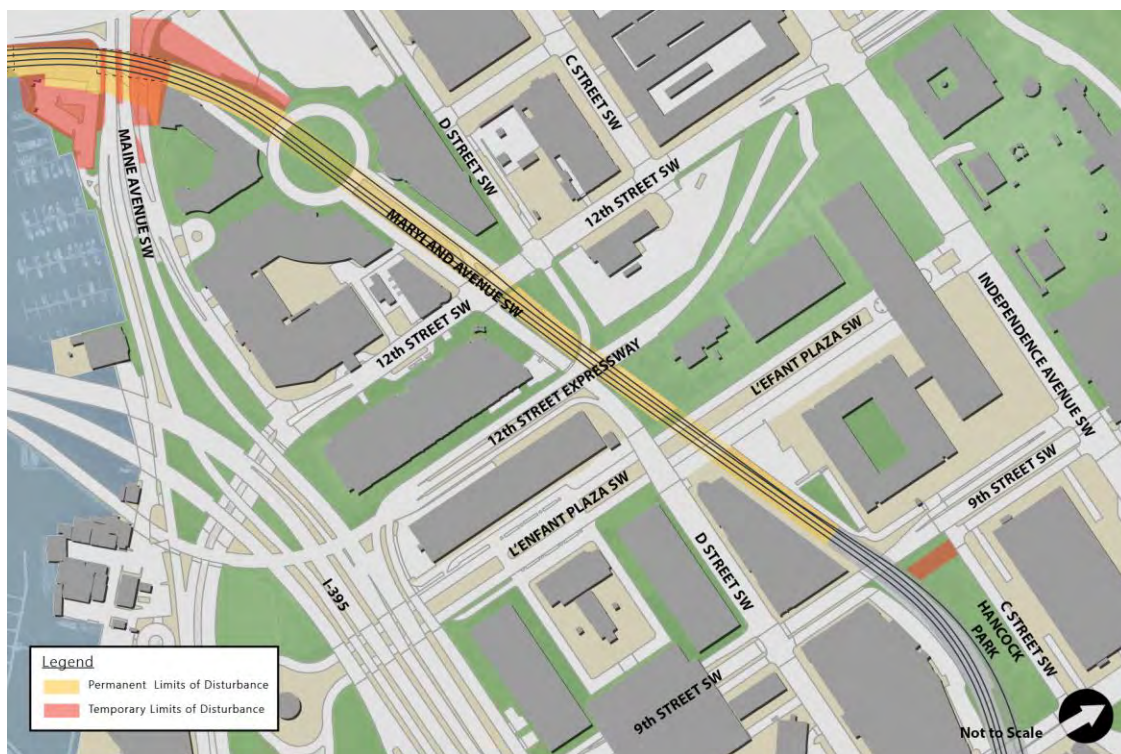 C STREET SW
D STREET SW
MAINE AVENUE SW
12th STREET SW
MARYLAND AVENUE SW
12th STREET SW
INDEPENDENCE AVENUE SW
L'EFANT PLAZA SW
12th STREET EXPRESSWAY
9th STREET SW
L'ENFANT PLAZA SW
D STREET SW
I-395
C STREET SW
HANCOCK
PARK
9th STREET SW
Legend
Permanent Limits of Disturbance
Temporary Limits of Disturbance
Not to Scale